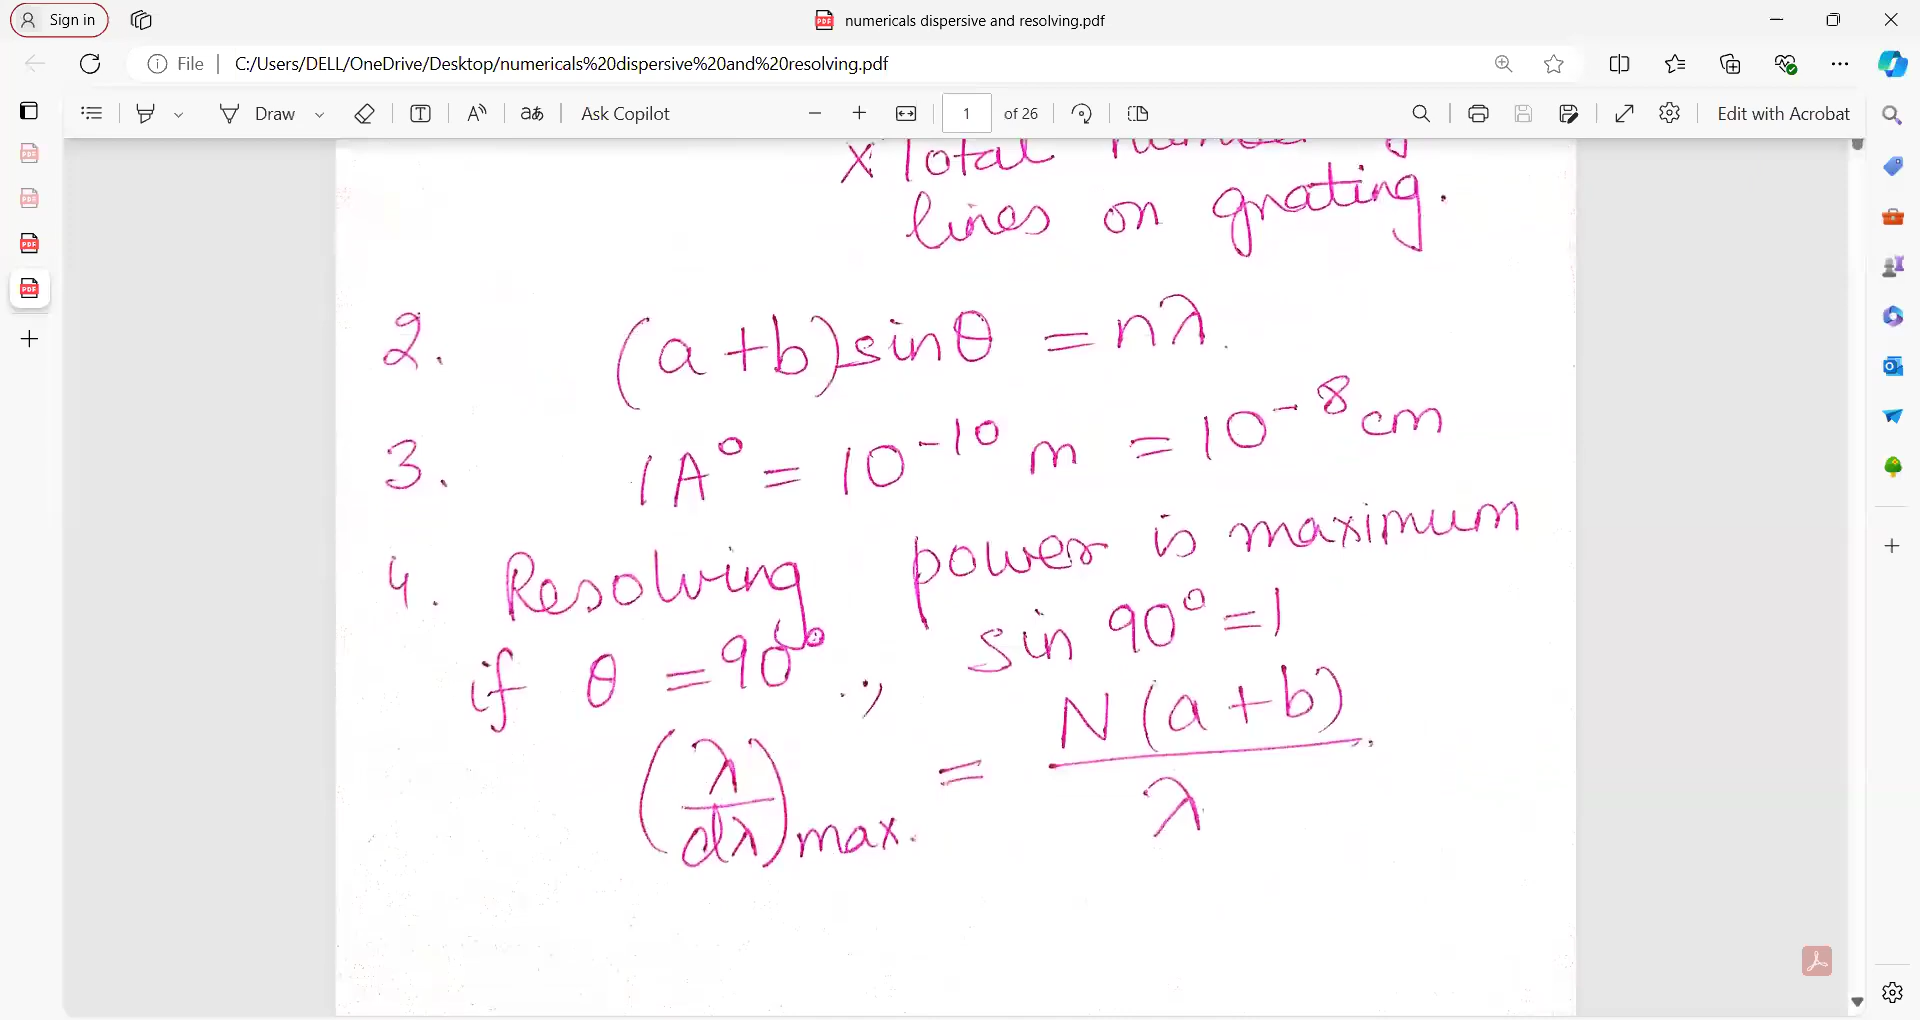 Sign in
numericals dispersive and resolving.pdf
File
C:/Users/DELL/OneDrive/Desktop/numericals%20dispersive%20and%20resolving.pdf
Draw
aあ
Ask Copilot
1 of 26
Edit with Acrobat
x Total
lines on grating.
2. (a+b)sinθ = nλ.
3. 1A° = 10⁻¹⁰ m = 10⁻⁸ cm
4. Resolving power is maximum
if θ = 90° ∴, sin 90° = 1
(λ/dλ)max. = N(a+b)/λ